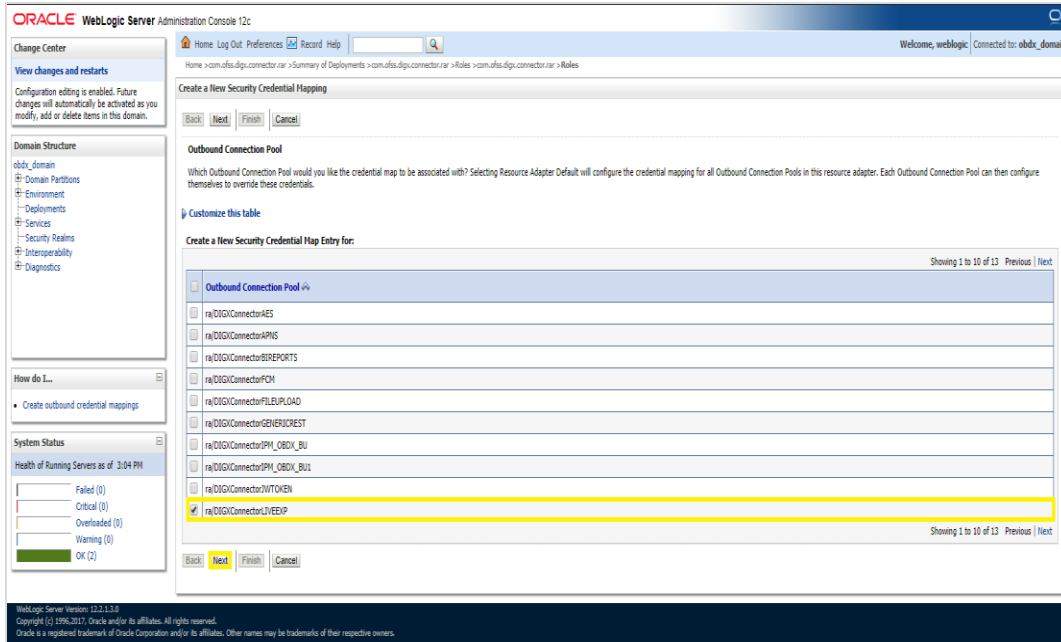 ORACLE WebLogic Server Administration Console 12c
Change Center
View changes and restarts
Configuration editing is enabled. Future
changes will automatically be activated as you
modify, add or delete items in this domain.
Domain Structure
obdx_domain
Domain Partitions
Environment
Deployments
Services
Security Realms
Interoperability
Diagnostics
How do I...
Create outbound credential mappings
System Status
Health of Running Servers as of 3:04 PM
Failed (0)
Critical (0)
Overloaded (0)
Warning (0)
OK (2)
Home Log Out Preferences Record Help
Welcome, weblogic Connected to: obdx_domai
Home >com.ofss.digx.connector.rar >Summary of Deployments >com.ofss.digx.connector.rar >Roles >com.ofss.digx.connector.rar >Roles
Create a New Security Credential Mapping
Back Next Finish Cancel
Outbound Connection Pool
Which Outbound Connection Pool would you like the credential map to be associated with? Selecting Resource Adapter Default will configure the credential mapping for all Outbound Connection Pools in this resource adapter. Each Outbound Connection Pool can then configure
themselves to override these credentials.
Customize this table
Create a New Security Credential Map Entry for:
Showing 1 to 10 of 13 Previous | Next
Outbound Connection Pool
ra/DIGXConnectorAES
ra/DIGXConnectorAPNS
ra/DIGXConnectorBIREPORTS
ra/DIGXConnectorFCM
ra/DIGXConnectorFILEUPLOAD
ra/DIGXConnectorGENERICREST
ra/DIGXConnectorIPM_OBDX_BU
ra/DIGXConnectorIPM_OBDX_BU1
ra/DIGXConnectorJWTOKEN
ra/DIGXConnectorLIVEEXP
Showing 1 to 10 of 13 Previous | Next
Back Next Finish Cancel
WebLogic Server Version: 12.2.1.3.0
Copyright (c) 1996,2017, Oracle and/or its affiliates. All rights reserved.
Oracle is a registered trademark of Oracle Corporation and/or its affiliates. Other names may be trademarks of their respective owners.